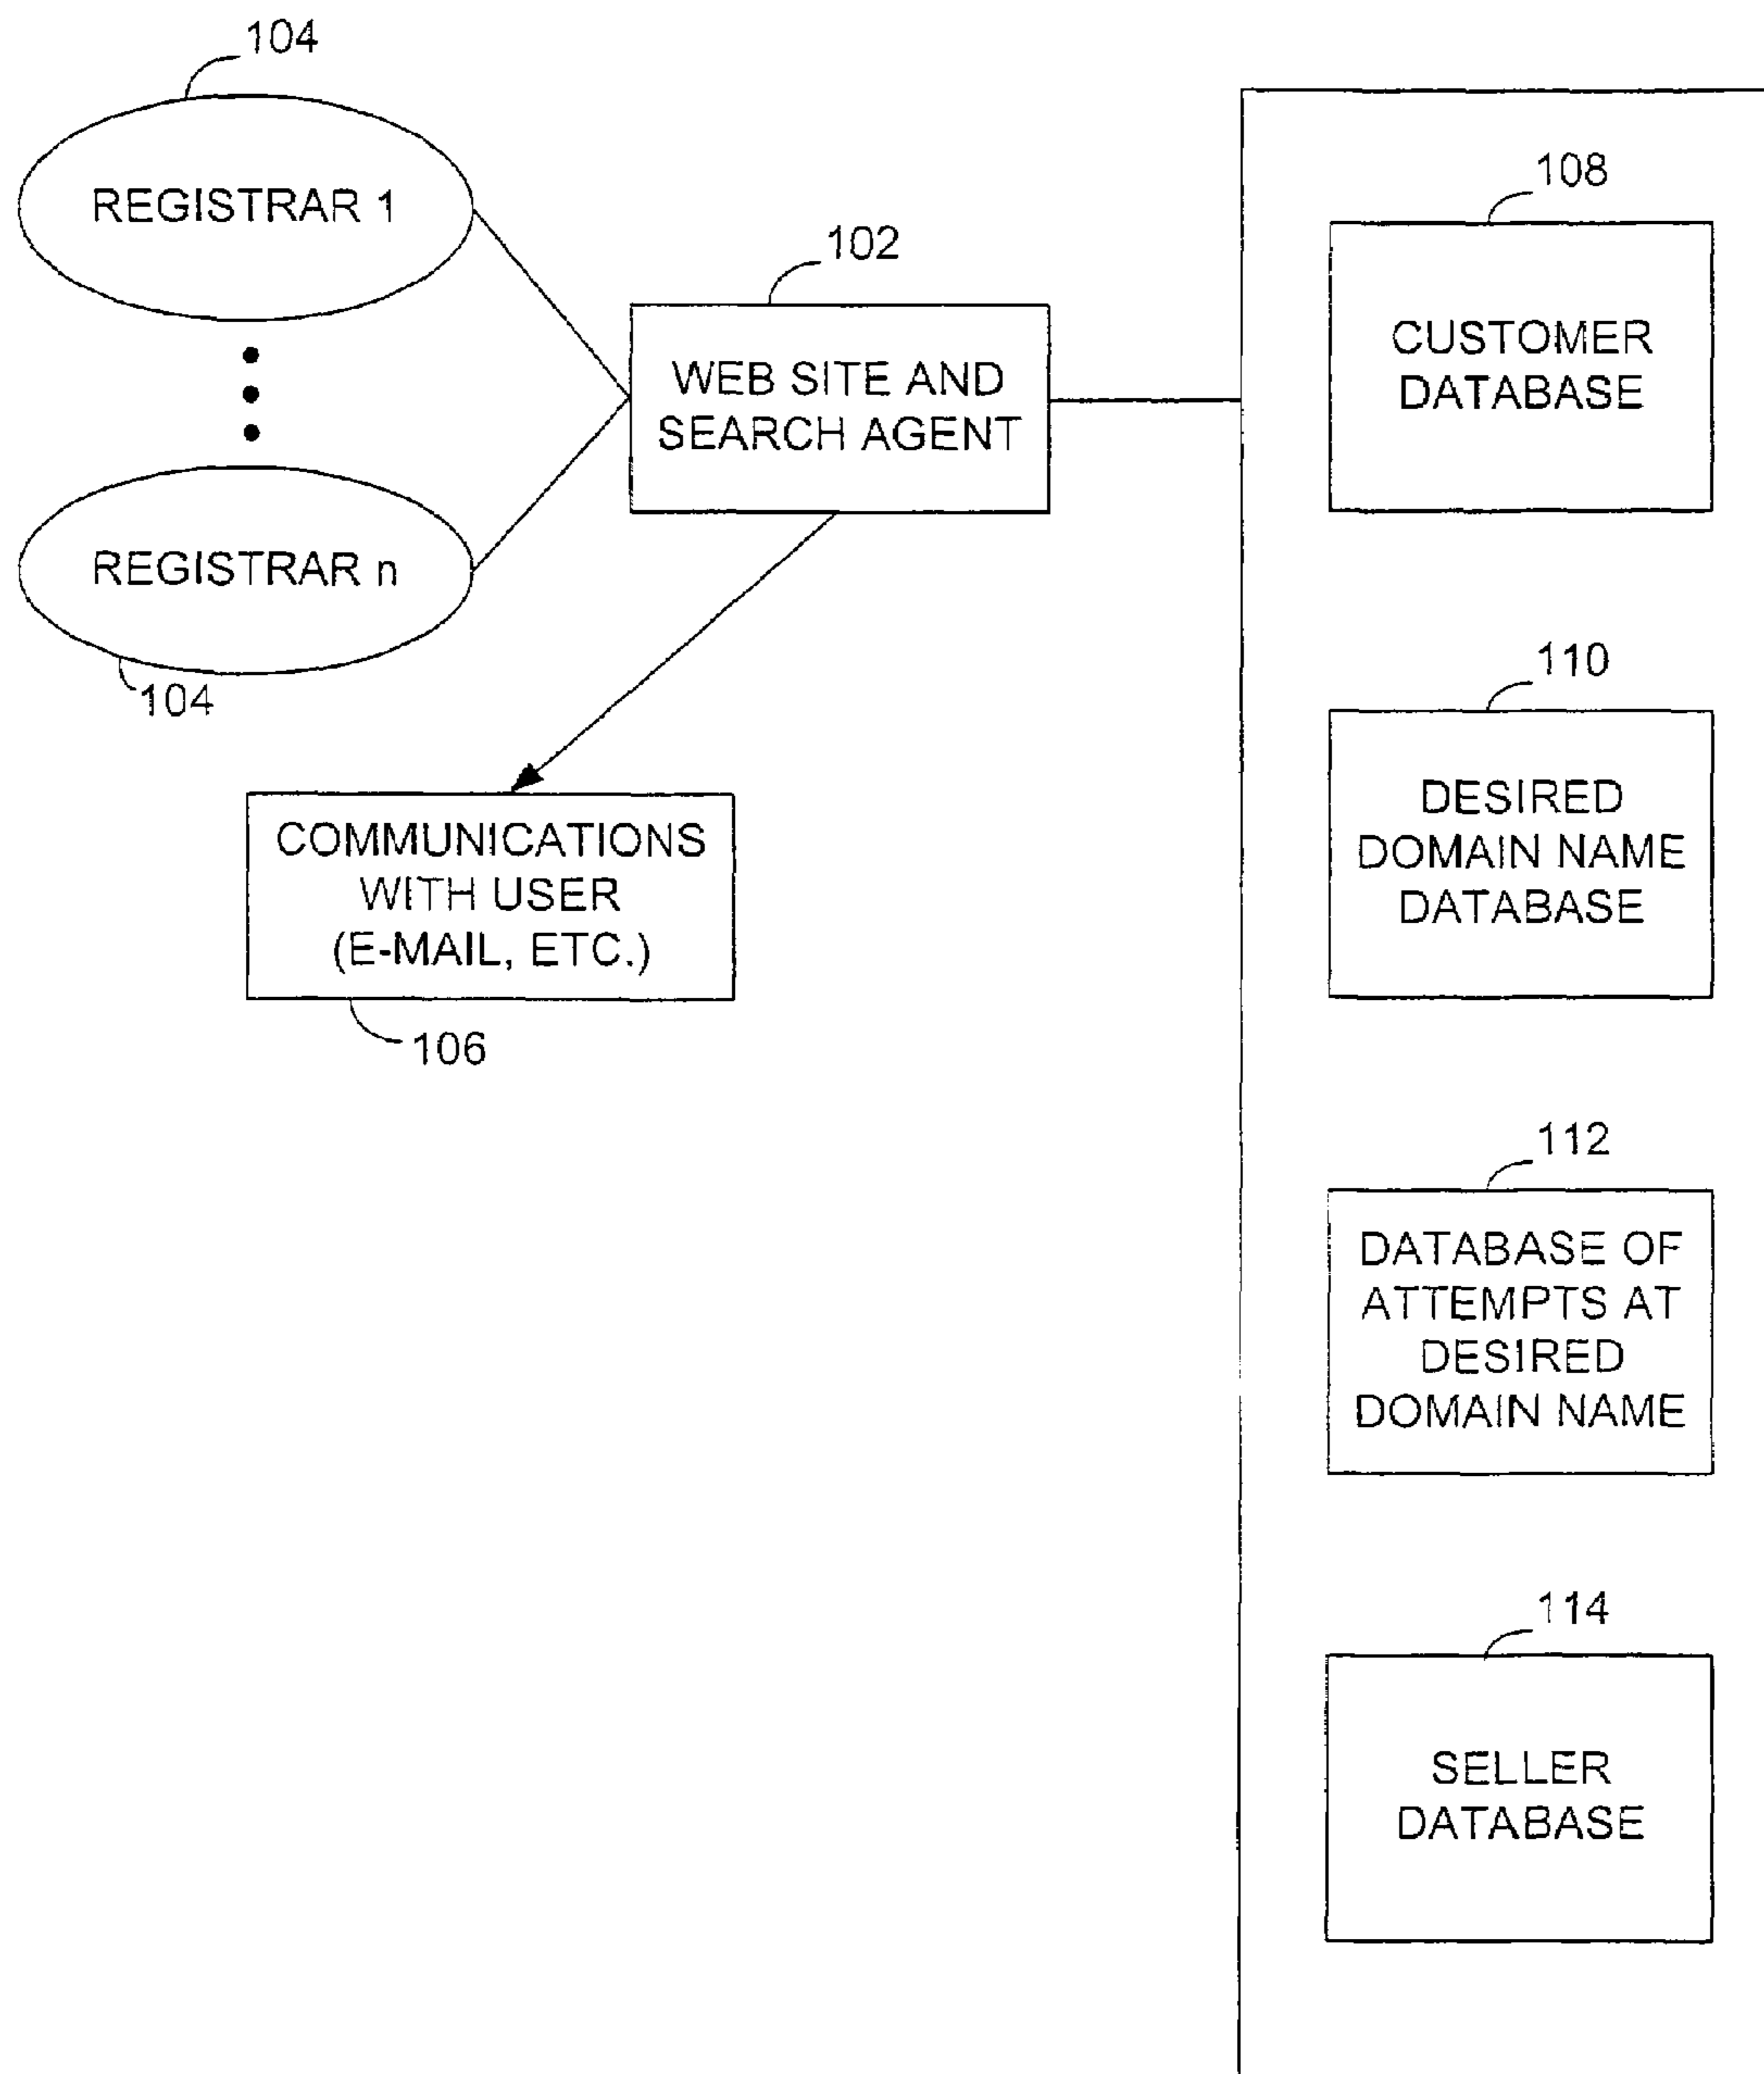 104
REGISTRAR 1
REGISTRAR n
104
102
WEB SITE AND
SEARCH AGENT
COMMUNICATIONS
WITH USER
(E-MAIL, ETC.)
106
108
CUSTOMER
DATABASE
110
DESIRED
DOMAIN NAME
DATABASE
112
DATABASE OF
ATTEMPTS AT
DESIRED
DOMAIN NAME
114
SELLER
DATABASE